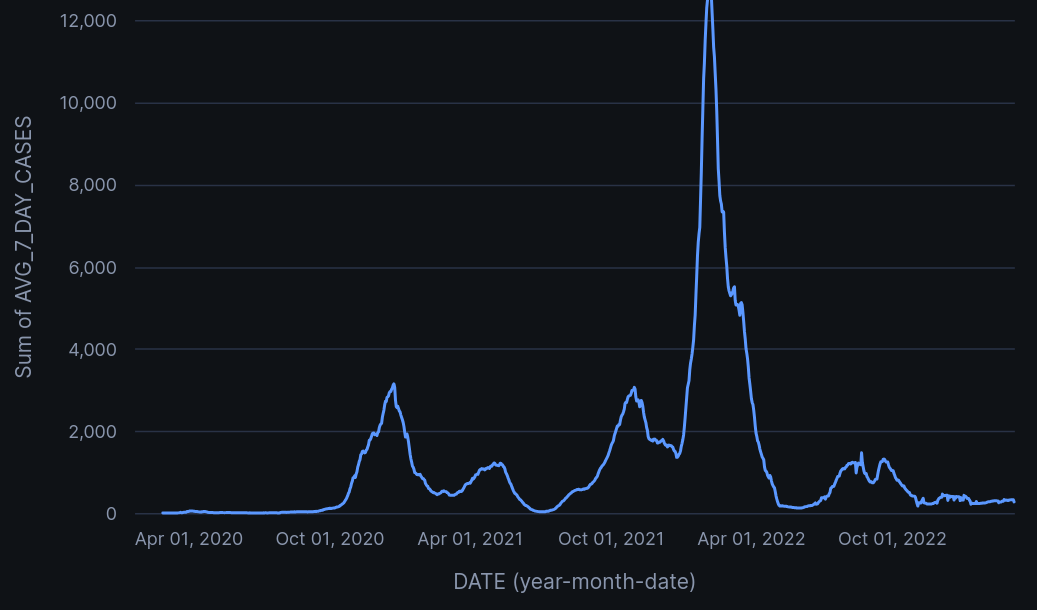 12,000
10,000
8,000
6,000
4,000
2,000
0
Sum of AVG_7_DAY_CASES
Apr 01, 2020 Oct 01, 2020 Apr 01, 2021 Oct 01, 2021 Apr 01, 2022 Oct 01, 2022
DATE (year-month-date)